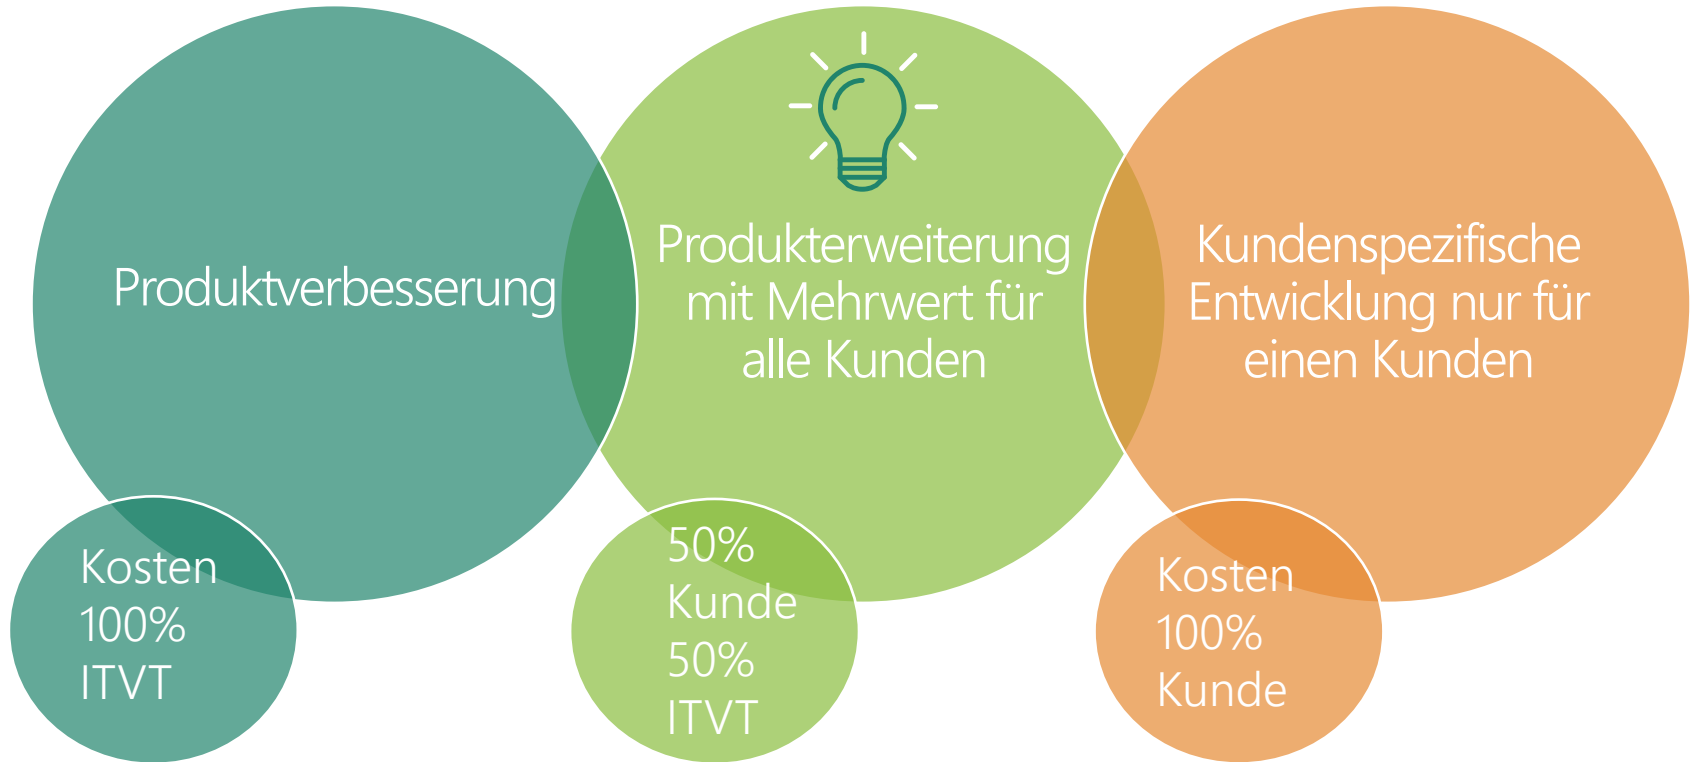 Produktverbesserung
Produkterweiterung
mit Mehrwert für
alle Kunden
Kundenspezifische
Entwicklung nur für
einen Kunden
Kosten
100%
ITVT
50%
Kunde
50%
ITVT
Kosten
100%
Kunde